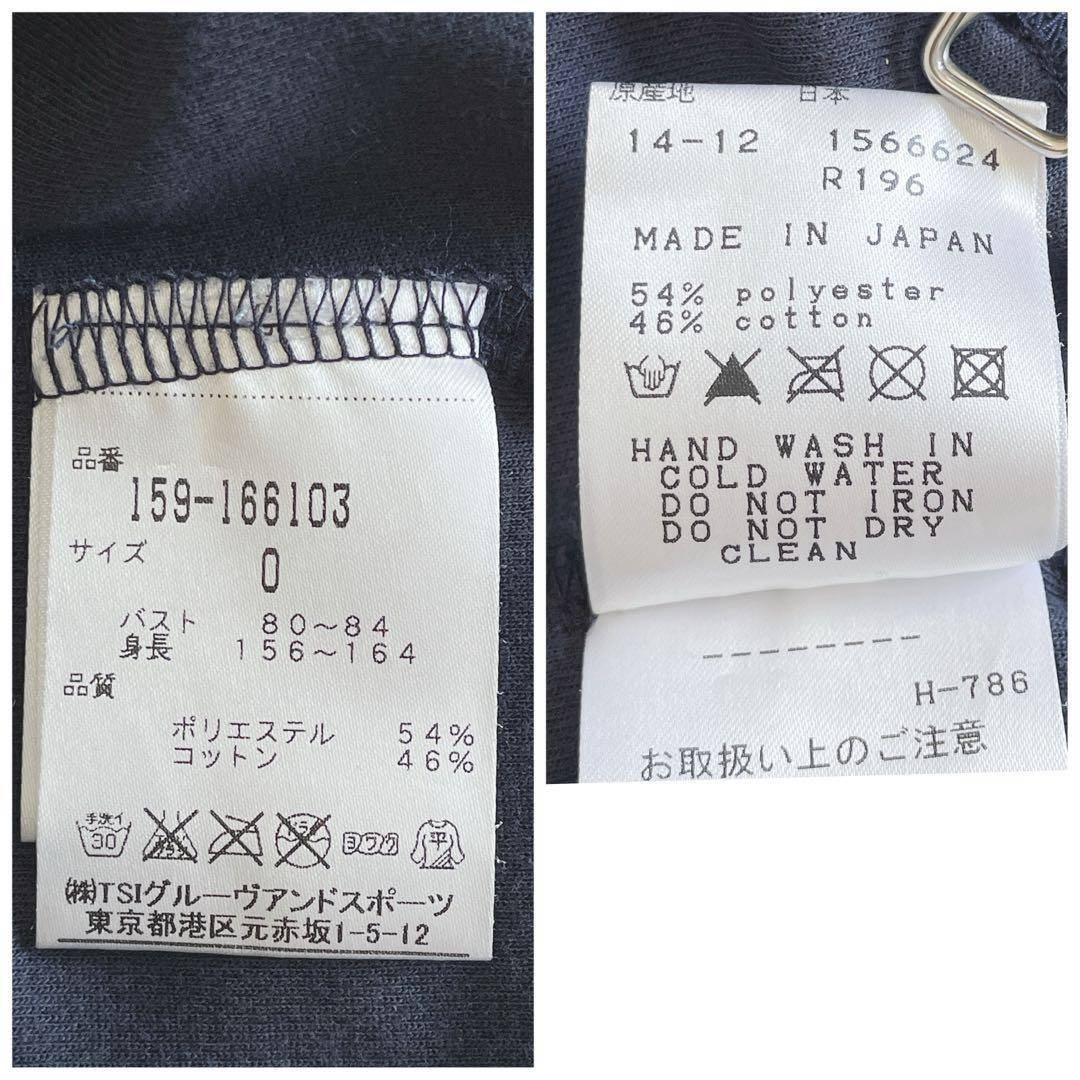 品番
159-166103
サイズ
0
バスト 80～84
身長 156～164
品質
ポリエステル 54%
コットン 46%
手洗イ
30
ヨワク
平
㈱TSIグルーヴアンドスポーツ
東京都港区元赤坂1-5-12
原産地 日本
14-12 1566624
R196
MADE IN JAPAN
54% polyester
46% cotton
HAND WASH IN
COLD WATER
DO NOT IRON
DO NOT DRY
CLEAN
--------
H-786
お取扱い上のご注意